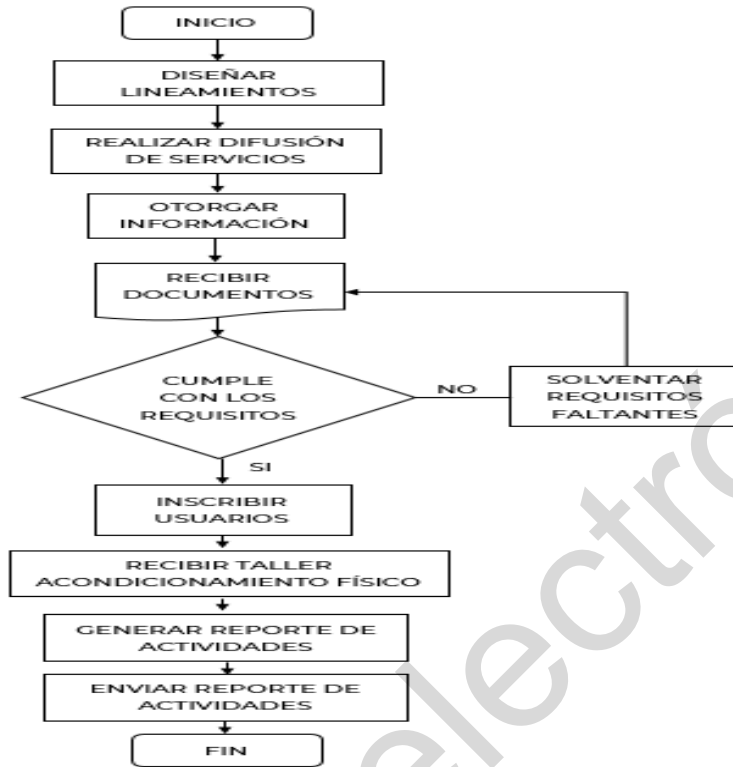 INICIO
DISEÑAR
LINEAMIENTOS
REALIZAR DIFUSIÓN
DE SERVICIOS
OTORGAR
INFORMACIÓN
RECIBIR
DOCUMENTOS
CUMPLE
CON LOS
REQUISITOS
NO
SOLVENTAR
REQUISITOS
FALTANTES
SI
INSCRIBIR
USUARIOS
RECIBIR TALLER
ACONDICIONAMIENTO FÍSICO
GENERAR REPORTE DE
ACTIVIDADES
ENVIAR REPORTE DE
ACTIVIDADES
FIN
electró